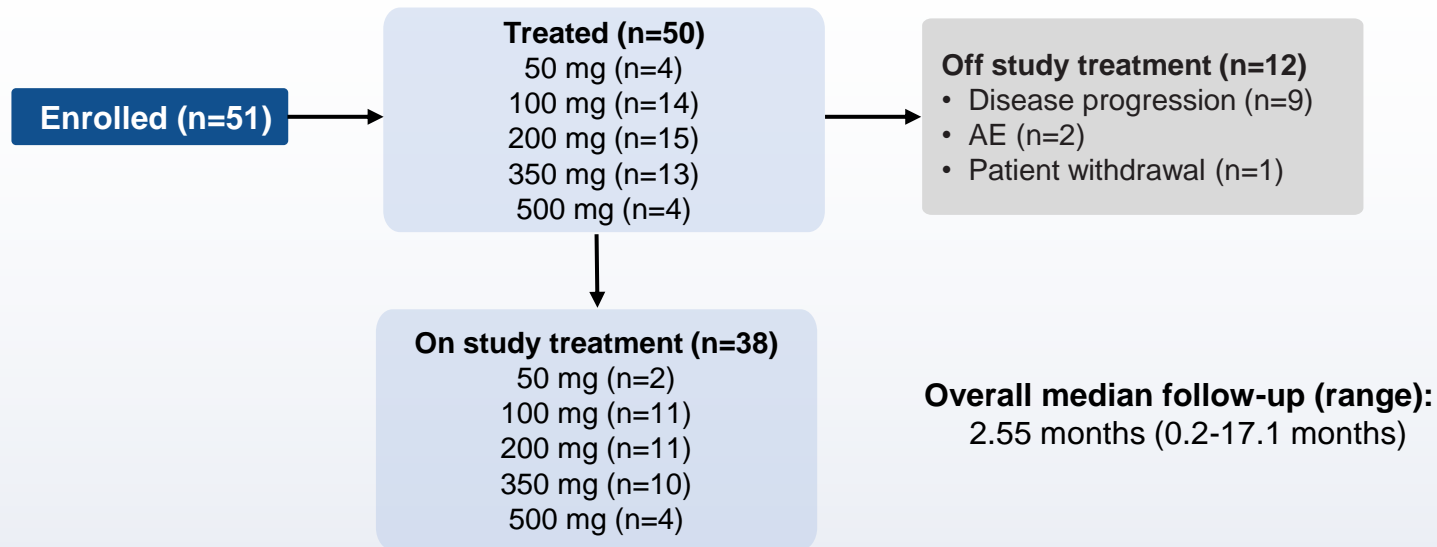 Enrolled (n=51)
Treated (n=50)
50 mg (n=4)
100 mg (n=14)
200 mg (n=15)
350 mg (n=13)
500 mg (n=4)
Off study treatment (n=12)
• Disease progression (n=9)
• AE (n=2)
• Patient withdrawal (n=1)
On study treatment (n=38)
50 mg (n=2)
100 mg (n=11)
200 mg (n=11)
350 mg (n=10)
500 mg (n=4)
Overall median follow-up (range):
2.55 months (0.2-17.1 months)